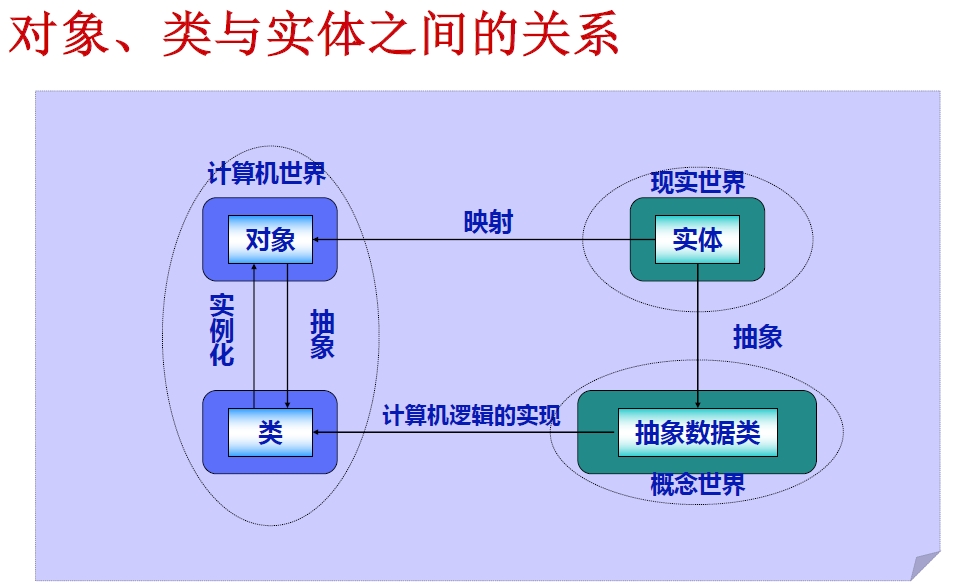 对象、类与实体之间的关系
计算机世界
现实世界
对象
映射
实体
实例化
抽象
抽象
类
计算机逻辑的实现
抽象数据类
概念世界